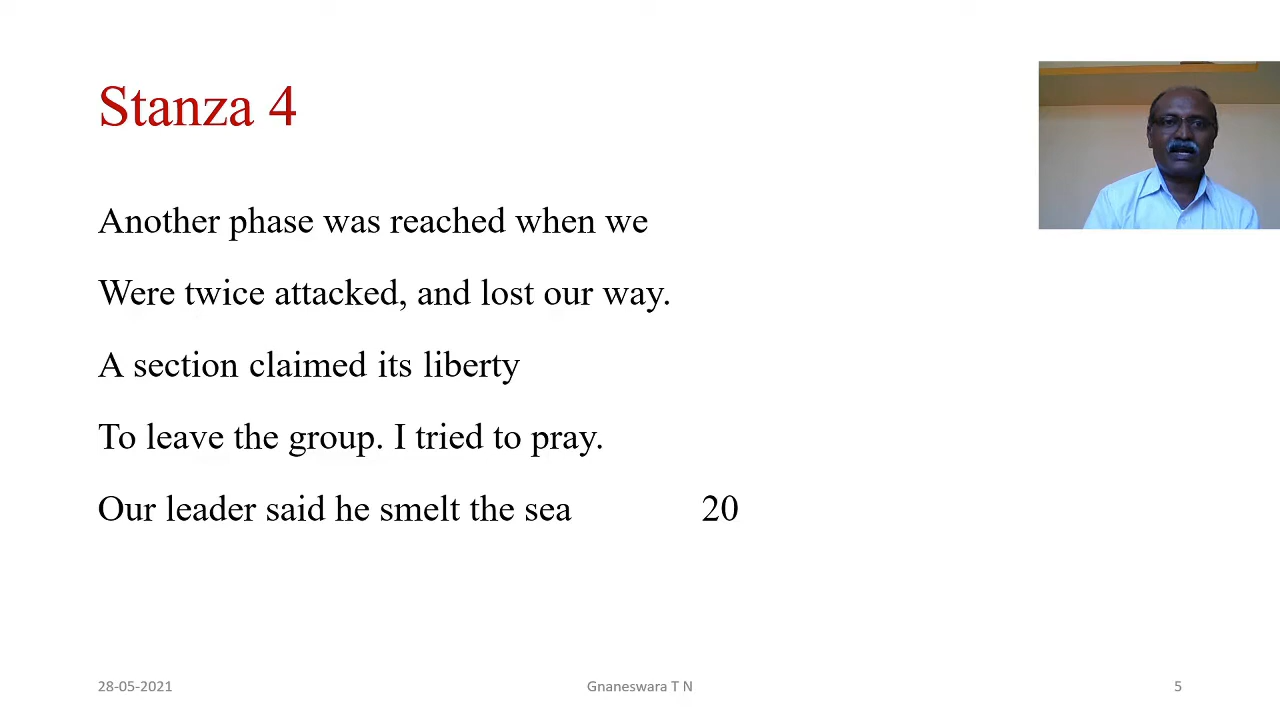 Stanza 4
Another phase was reached when we
Were twice attacked, and lost our way.
A section claimed its liberty
To leave the group. I tried to pray.
Our leader said he smelt the sea 20
28-05-2021 Gnaneswara T N 5